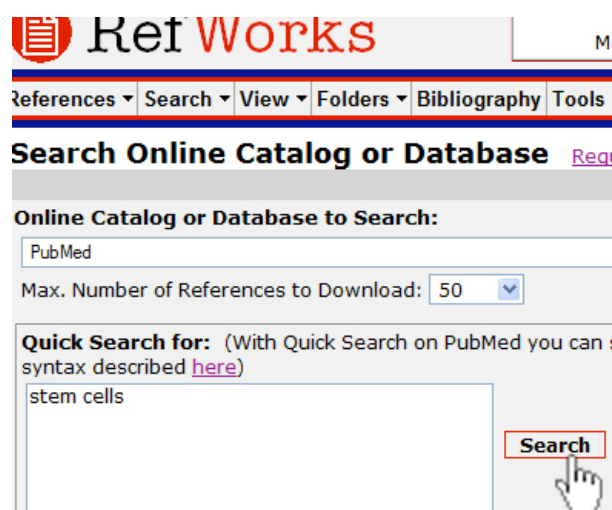 RefWorks
M
References Search View Folders Bibliography Tools
Search Online Catalog or Database Requ
Online Catalog or Database to Search:
PubMed
Max. Number of References to Download: 50
Quick Search for: (With Quick Search on PubMed you can s
syntax described here)
stem cells
Search